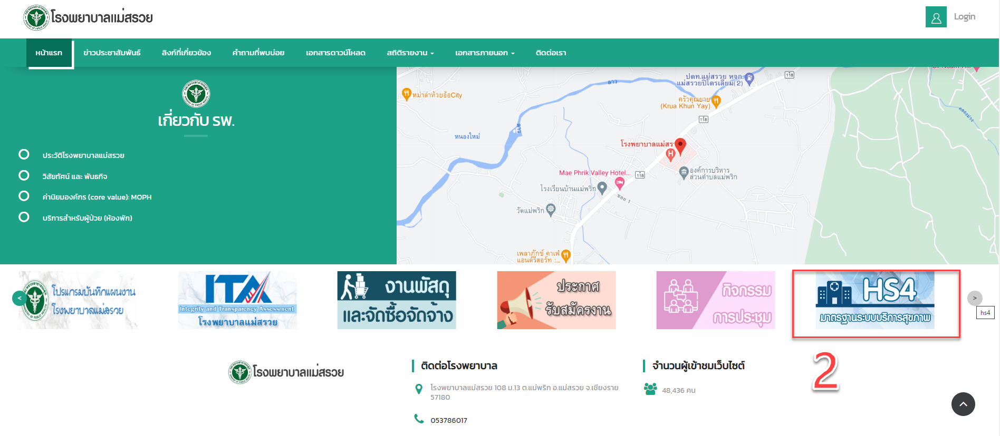 โรงพยาบาลแม่สรวย
Login
หน้าแรก
ข่าวประชาสัมพันธ์
ลิงก์ที่เกี่ยวข้อง
คำถามที่พบบ่อย
เอกสารดาวน์โหลด
สถิติรายงาน
เอกสารภายนอก
ติดต่อเรา
เกี่ยวกับ รพ.
ประวัติโรงพยาบาลแม่สรวย
วิสัยทัศน์ และ พันธกิจ
ค่านิยมองค์กร (core value): MOPH
บริการสำหรับผู้ป่วย (ห้องพัก)
ลาว
ปตท.แม่สรวย หจก.
แม่สรวยปิโตรเลียม(2)
118
หม่าล่าห้วยอ้อCity
ครัวคุณยาย
(Krua Khun Yay)
118
คลองม่วง
ลาว
หนองใหม่
โรงพยาบาลแม่สรว
H
Mae Phrik Valley Hotel...
118
องค์การบริหาร
ส่วนตำบลแม่พริก
โรงเรียนบ้านแม่พริก
ซอย 1
วัดแม่พริก
เพลาภักช์ คาเฟ่
แอนด์รีสอร์ท :...
<
โปรแกรมบันทึกแผนงาน
โรงพยาบาลแม่สรวย
ITA
Integrity and Transparency Assessment
โรงพยาบาลแม่สรวย
งานพัสดุ
และจัดซื้อจัดจ้าง
ประกาศ
รับสมัครงาน
กิจกรรม
การประชุม
HS4
มาตรฐานระบบบริการสุขภาพ
>
hs4
โรงพยาบาลแม่สรวย
ติดต่อโรงพยาบาล
โรงพยาบาลแม่สรวย 108 ม.13 ต.แม่พริก อ.แม่สรวย จ.เชียงราย
57180
053786017
จำนวนผู้เข้าชมเว็บไซต์
48,436 คน
2